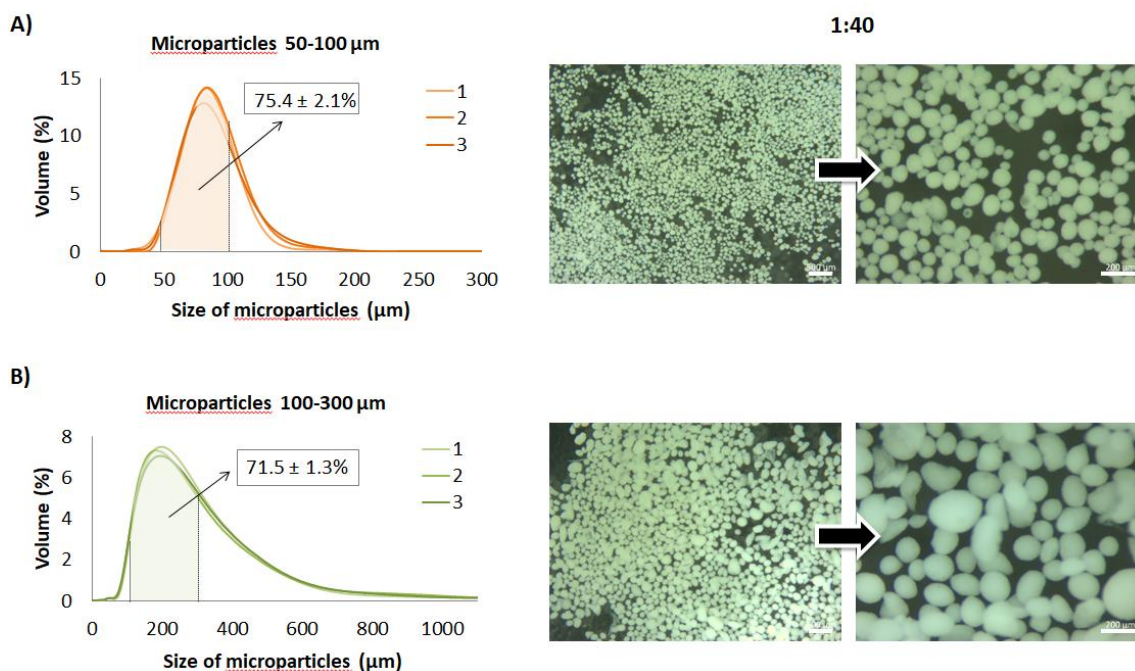 A)
Microparticles 50-100 µm
1:40
15
10
5
0
Volume (%)
75.4 ± 2.1%
1
2
3
0 50 100 150 200 250 300
Size of microparticles (µm)
200 µm
B)
Microparticles 100-300 µm
8
6
4
2
0
Volume (%)
71.5 ± 1.3%
1
2
3
0 200 400 600 800 1000
Size of microparticles (µm)
200 µm